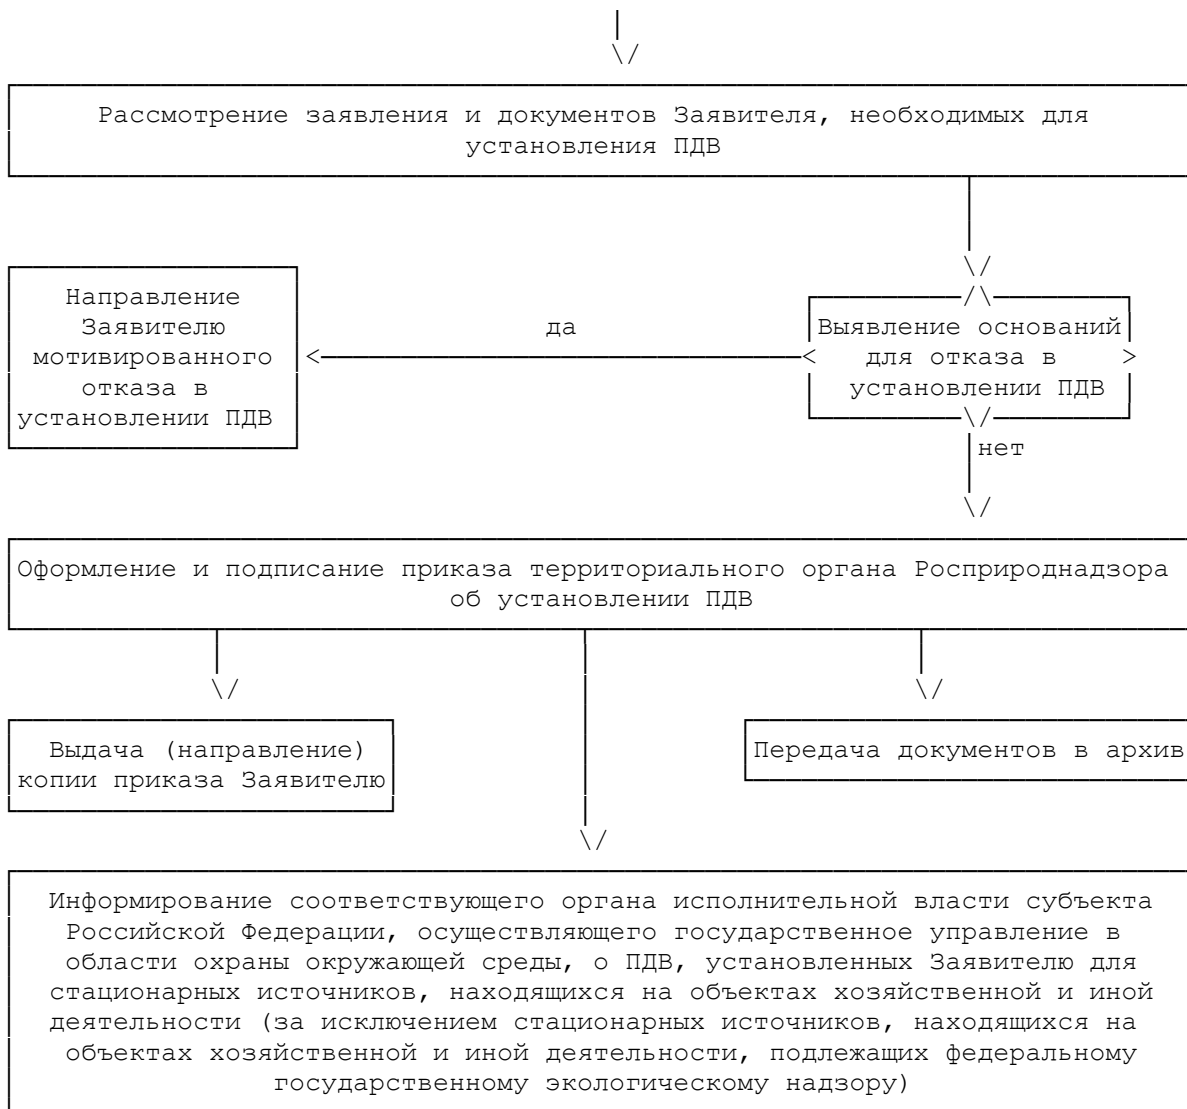 Рассмотрение заявления и документов Заявителя, необходимых для
установления ПДВ
Направление
Заявителю
мотивированного
отказа в
установлении ПДВ
да
Выявление оснований
для отказа в
установлении ПДВ
нет
Оформление и подписание приказа территориального органа Росприроднадзора
об установлении ПДВ
Выдача (направление)
копии приказа Заявителю
Передача документов в архив
Информирование соответствующего органа исполнительной власти субъекта
Российской Федерации, осуществляющего государственное управление в
области охраны окружающей среды, о ПДВ, установленных Заявителю для
стационарных источников, находящихся на объектах хозяйственной и иной
деятельности (за исключением стационарных источников, находящихся на
объектах хозяйственной и иной деятельности, подлежащих федеральному
государственному экологическому надзору)